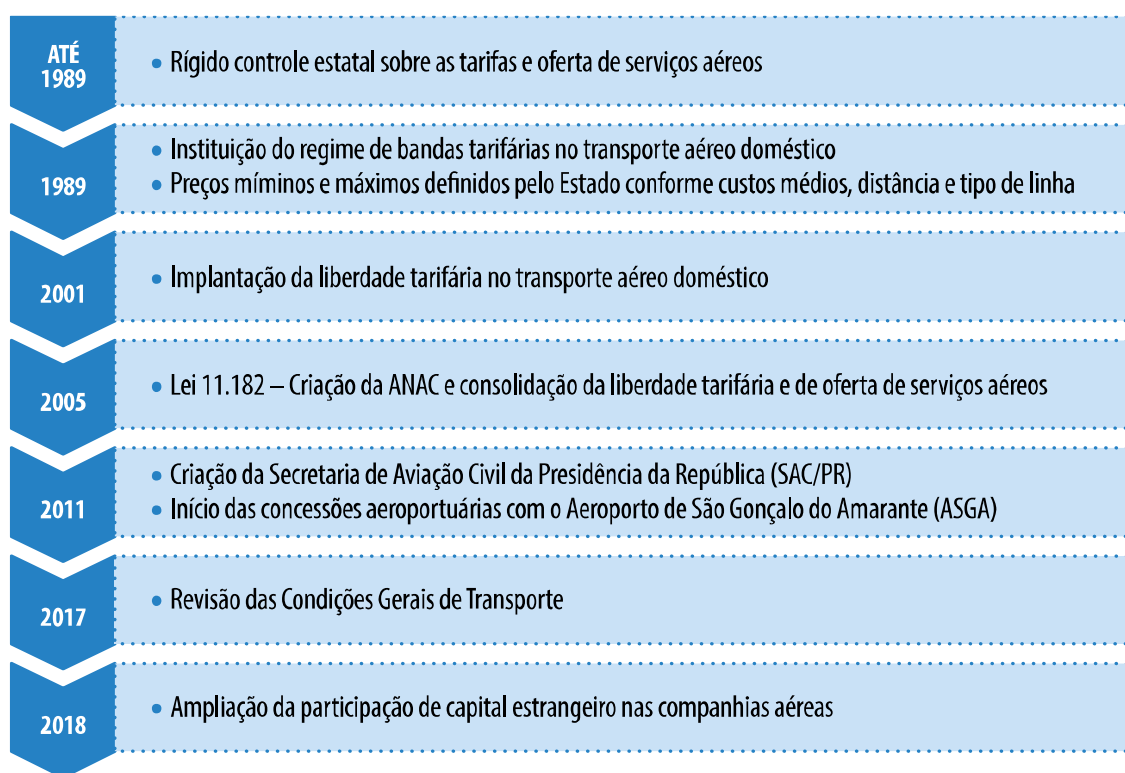 ATÉ
1989
• Rígido controle estatal sobre as tarifas e oferta de serviços aéreos
1989
• Instituição do regime de bandas tarifárias no transporte aéreo doméstico
• Preços míminos e máximos definidos pelo Estado conforme custos médios, distância e tipo de linha
2001
• Implantação da liberdade tarifária no transporte aéreo doméstico
2005
• Lei 11.182 – Criação da ANAC e consolidação da liberdade tarifária e de oferta de serviços aéreos
2011
• Criação da Secretaria de Aviação Civil da Presidência da República (SAC/PR)
• Início das concessões aeroportuárias com o Aeroporto de São Gonçalo do Amarante (ASGA)
2017
• Revisão das Condições Gerais de Transporte
2018
• Ampliação da participação de capital estrangeiro nas companhias aéreas